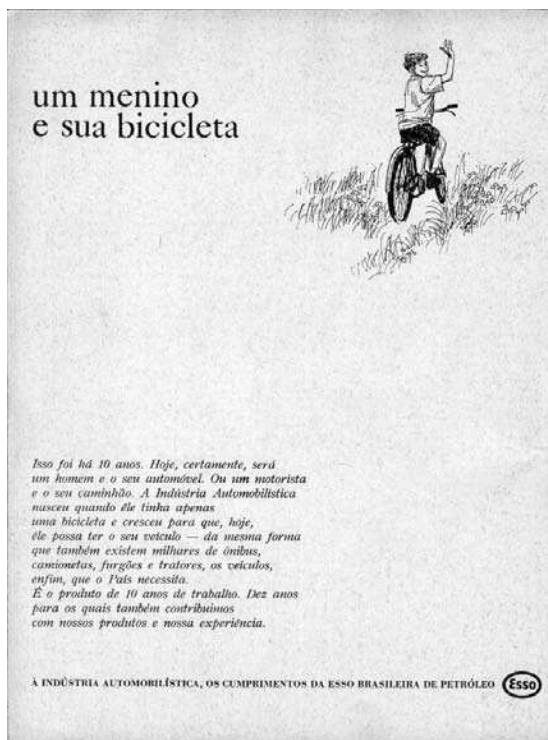 um menino
e sua bicicleta
Isso foi há 10 anos. Hoje, certamente, será
um homem e o seu automóvel. Ou um motorista
e o seu caminhão. A Indústria Automobilística
nasceu quando êle tinha apenas
uma bicicleta e cresceu para que, hoje,
êle possa ter o seu veículo — da mesma forma
que também existem milhares de ônibus,
camionetas, furgões e tratores, os veículos,
enfim, que o País necessita.
É o produto de 10 anos de trabalho. Dez anos
para os quais também contribuimos
com nossos produtos e nossa experiência.
À INDÚSTRIA AUTOMOBILÍSTICA, OS CUMPRIMENTOS DA ESSO BRASILEIRA DE PETRÓLEO Esso